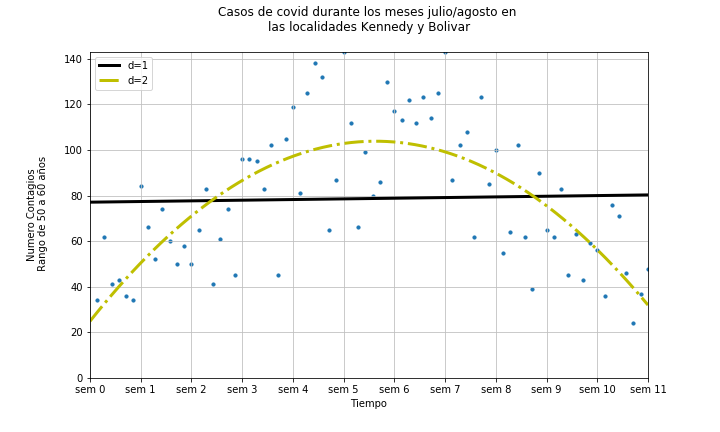 Casos de covid durante los meses julio/agosto en
las localidades Kennedy y Bolivar
Numero Contagios
Rango de 50 a 60 años
140
120
100
80
60
40
20
0
d=1
d=2
sem 0 sem 1 sem 2 sem 3 sem 4 sem 5 sem 6 sem 7 sem 8 sem 9 sem 10 sem 11
Tiempo